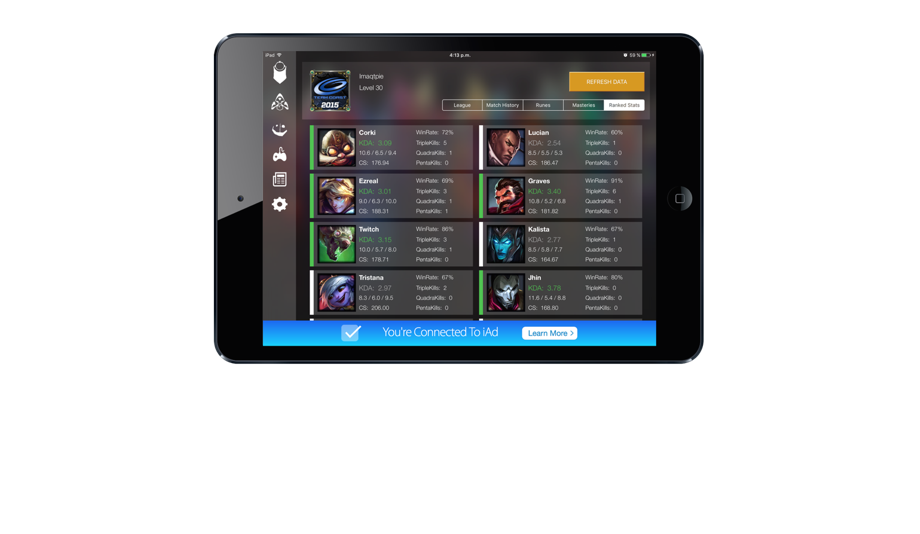 iPad
4:13 p.m.
59 %
2015
Imaqtpie
Level 30
REFRESH DATA
League
Match History
Runes
Masteries
Ranked Stats
Corki
KDA: 3.09
10.6 / 6.5 / 9.4
CS: 176.94
WinRate: 72%
TripleKills: 5
QuadraKills: 1
PentaKills: 0
Lucian
KDA: 2.54
8.5 / 5.5 / 5.3
CS: 186.47
WinRate: 60%
TripleKills: 1
QuadraKills: 0
PentaKills: 0
Ezreal
KDA: 3.01
9.0 / 6.3 / 10.0
CS: 188.31
WinRate: 69%
TripleKills: 3
QuadraKills: 1
PentaKills: 0
Graves
KDA: 3.40
10.8 / 5.2 / 6.8
CS: 181.82
WinRate: 91%
TripleKills: 6
QuadraKills: 1
PentaKills: 0
Twitch
KDA: 3.15
10.0 / 5.7 / 8.0
CS: 178.71
WinRate: 86%
TripleKills: 3
QuadraKills: 1
PentaKills: 0
Kalista
KDA: 2.77
8.5 / 5.8 / 7.7
CS: 164.67
WinRate: 67%
TripleKills: 1
QuadraKills: 0
PentaKills: 0
Tristana
KDA: 2.97
8.3 / 6.0 / 9.5
CS: 206.00
WinRate: 67%
TripleKills: 2
QuadraKills: 0
PentaKills: 0
Jhin
KDA: 3.78
11.6 / 5.4 / 8.8
CS: 168.80
WinRate: 80%
TripleKills: 1
QuadraKills: 0
PentaKills: 0
You're Connected To iAd
Learn More >